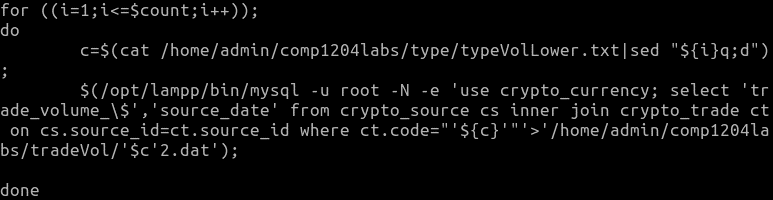 for ((i=1;i<=$count;i++));
do
        c=$(cat /home/admin/comp1204labs/type/typeVolLower.txt|sed "${i}q;d")
;
        $(/opt/lampp/bin/mysql -u root -N -e 'use crypto_currency; select 'tr
ade_volume_\$','source_date' from crypto_source cs inner join crypto_trade ct
 on cs.source_id=ct.source_id where ct.code="'${c}'"'>'/home/admin/comp1204la
bs/tradeVol/'$c'2.dat');
done